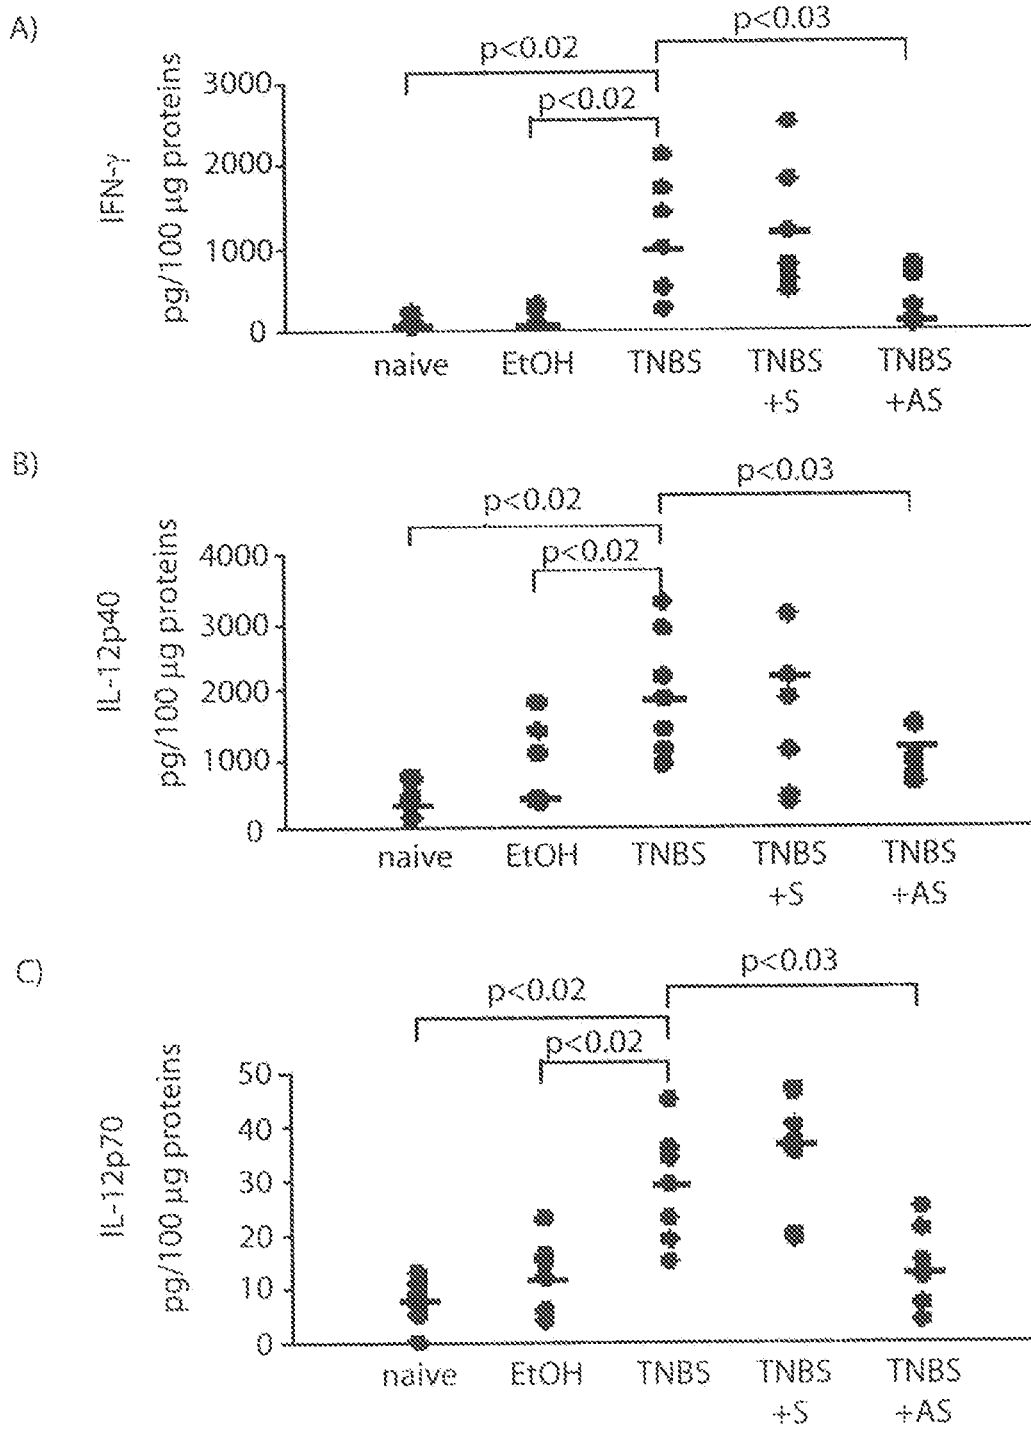 A)
p<0.03
p<0.02
p<0.02
IFN-γ
pg/100 µg proteins
3000
2000
1000
0
naive EtOH TNBS TNBS +S TNBS +AS
B)
p<0.03
p<0.02
p<0.02
IL-12p40
pg/100 µg proteins
4000
3000
2000
1000
0
naive EtOH TNBS TNBS +S TNBS +AS
C)
p<0.03
p<0.02
p<0.02
IL-12p70
pg/100 µg proteins
50
40
30
20
10
0
naive EtOH TNBS TNBS +S TNBS +AS